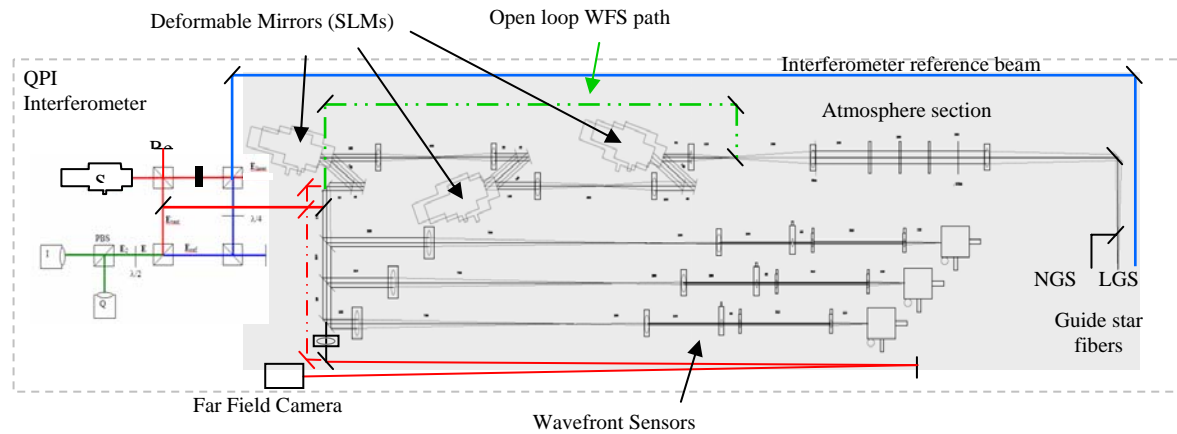 Deformable Mirrors (SLMs)
Open loop WFS path
QPI
Interferometer
Interferometer reference beam
Atmosphere section
S
λ/4
PBS
E
λ/2
I
Q
NGS
LGS
Guide star
fibers
Far Field Camera
Wavefront Sensors